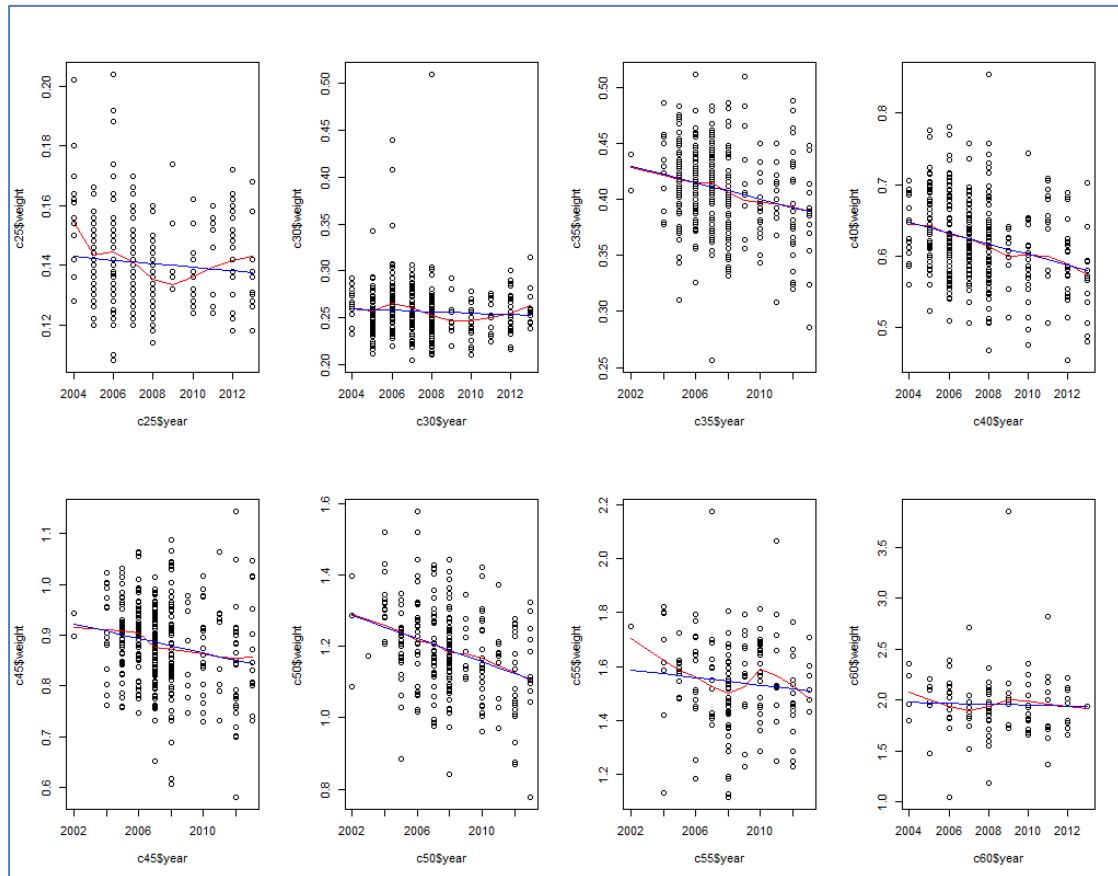 c25$weight
0.12 0.14 0.16 0.18 0.20
2004 2006 2008 2010 2012
c25$year
c30$weight
0.20 0.25 0.30 0.35 0.40 0.45 0.50
2004 2006 2008 2010 2012
c30$year
c35$weight
0.25 0.30 0.35 0.40 0.45 0.50
2002 2006 2010
c35$year
c40$weight
0.5 0.6 0.7 0.8
2004 2006 2008 2010 2012
c40$year
c45$weight
0.6 0.7 0.8 0.9 1.0 1.1
2002 2006 2010
c45$year
c50$weight
0.8 1.0 1.2 1.4 1.6
2002 2006 2010
c50$year
c55$weight
1.2 1.4 1.6 1.8 2.0 2.2
2002 2006 2010
c55$year
c60$weight
1.0 1.5 2.0 2.5 3.0 3.5
2004 2006 2008 2010 2012
c60$year